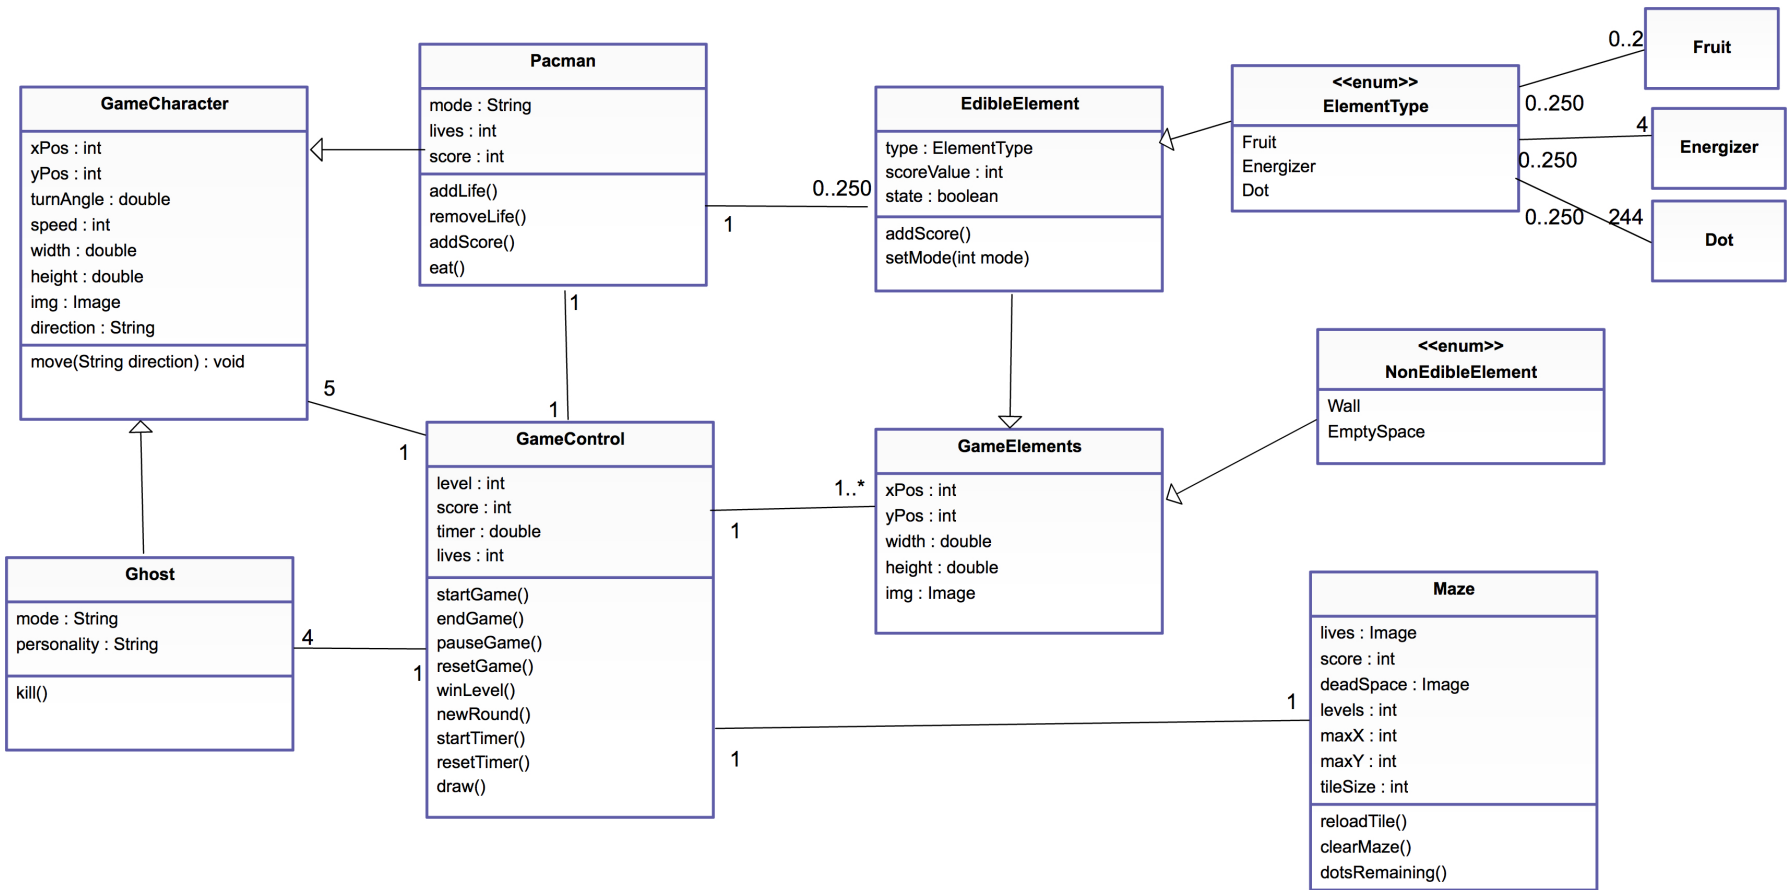 GameCharacter
xPos : int
yPos : int
turnAngle : double
speed : int
width : double
height : double
img : Image
direction : String
move(String direction) : void
Pacman
mode : String
lives : int
score : int
addLife()
removeLife()
addScore()
eat()
EdibleElement
type : ElementType
scoreValue : int
state : boolean
addScore()
setMode(int mode)
<<enum>>
ElementType
Fruit
Energizer
Dot
0..2
Fruit
0..250
4
Energizer
0..250
0..250
244
Dot
0..250
1
1
1
5
1
GameControl
level : int
score : int
timer : double
lives : int
startGame()
endGame()
pauseGame()
resetGame()
winLevel()
newRound()
startTimer()
resetTimer()
draw()
1..*
1
GameElements
xPos : int
yPos : int
width : double
height : double
img : Image
<<enum>>
NonEdibleElement
Wall
EmptySpace
Ghost
mode : String
personality : String
kill()
4
1
1
1
Maze
lives : Image
score : int
deadSpace : Image
levels : int
maxX : int
maxY : int
tileSize : int
reloadTile()
clearMaze()
dotsRemaining()